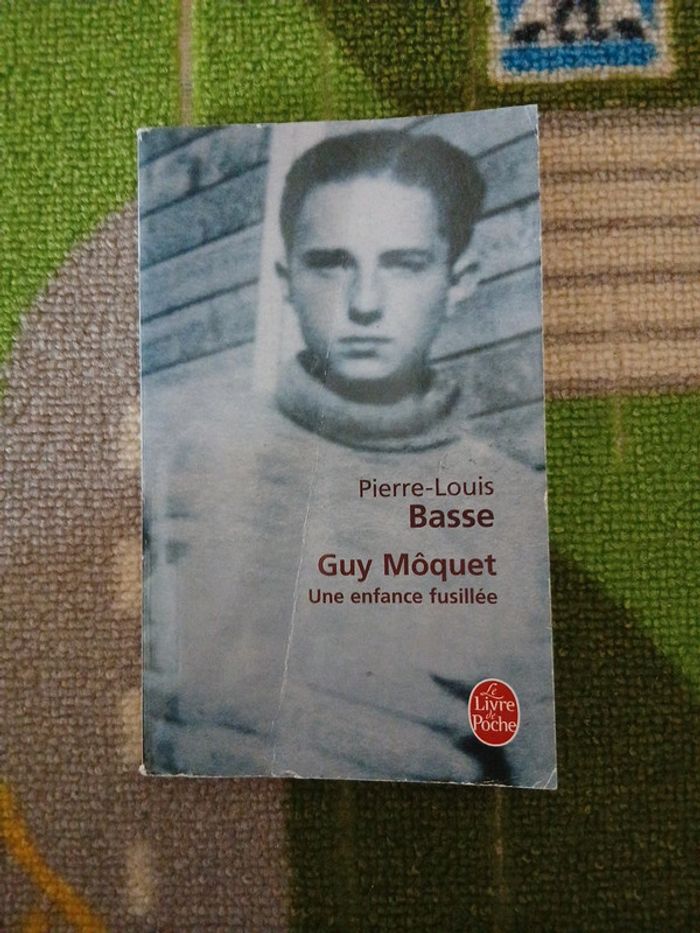 Pierre-Louis
Basse
Guy Môquet
Une enfance fusillée
Le
Livre
de
Poche